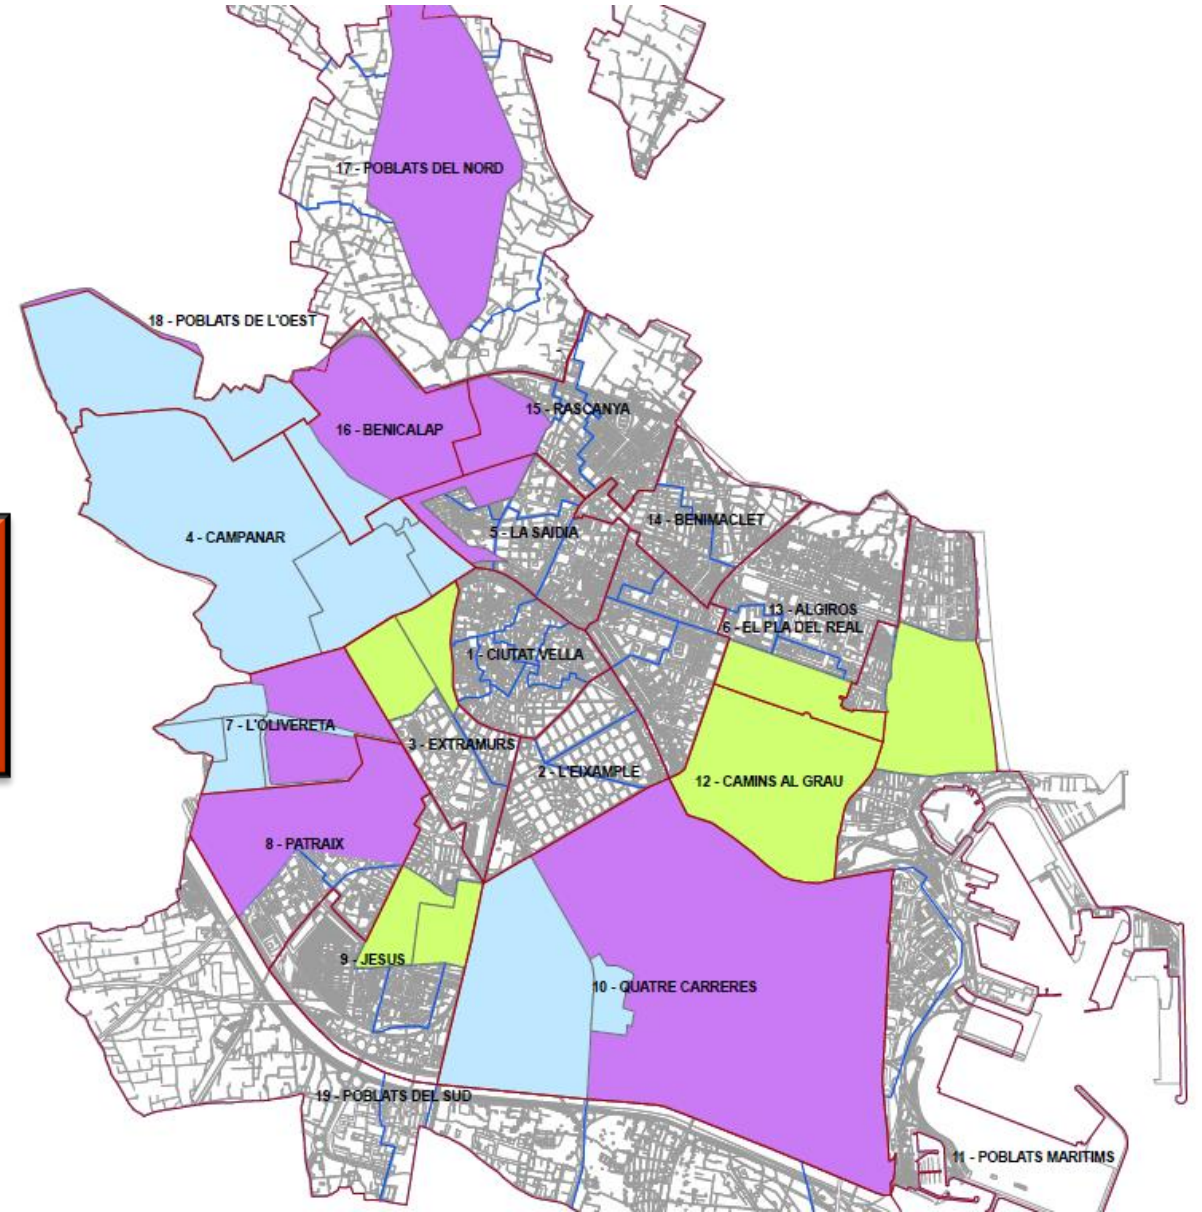 17 - POBLATS DEL NORD
18 - POBLATS DE L'OEST
15 - RASCANYA
16 - BENICALAP
14 - BENIMACLET
5 - LA SAIDIA
4 - CAMPANAR
13 - ALGIROS
6 - EL PLA DEL REAL
1 - CIUTAT VELLA
7 - L'OLIVERETA
3 - EXTRAMURS
2 - L'EIXAMPLE
12 - CAMINS AL GRAU
8 - PATRAIX
9 - JESUS
10 - QUATRE CARRERES
19 - POBLATS DEL SUD
11 - POBLATS MARITIMS